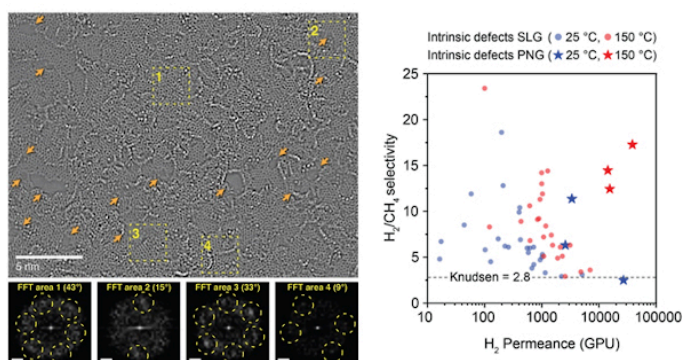 1
2
3
4
5 nm
FFT area 1 (43°)
FFT area 2 (15°)
FFT area 3 (33°)
FFT area 4 (9°)
Intrinsic defects SLG ( 25 °C, 150 °C)
Intrinsic defects PNG ( 25 °C, 150 °C)
25
20
15
10
5
0
H₂/CH₄ selectivity
Knudsen = 2.8
10
100
1000
10000
100000
H₂ Permeance (GPU)